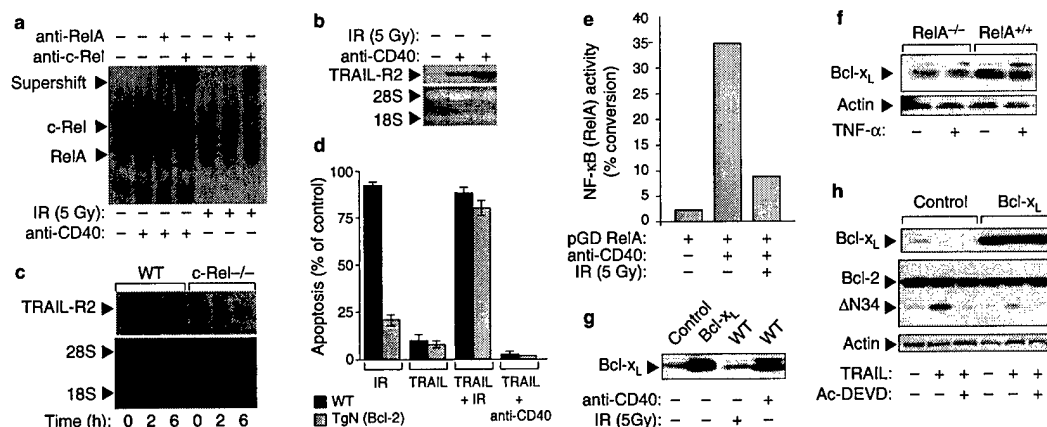 a
anti-RelA – – + – – + –
anti-c-Rel – – – + – – +
Supershift
c-Rel
RelA
IR (5 Gy): – – – – + + +
anti-CD40: – + + + – – –
b
IR (5 Gy) – – +
anti-CD40: – + +
TRAIL-R2
28S
18S
c
WT c-Rel–/–
TRAIL-R2
28S
18S
Time (h) 0 2 6 0 2 6
d
Apoptosis (% of control)
100
75
50
25
0
IR TRAIL TRAIL + IR TRAIL + anti-CD40
WT
TgN (Bcl-2)
e
NF-κB (RelA) activity (% conversion)
40
35
30
25
20
15
10
5
0
pGD RelA: + + +
anti-CD40: – + +
IR (5 Gy): – – +
f
RelA–/– RelA+/+
Bcl-xL
Actin
TNF-α: – + – +
g
Control Bcl-xL WT WT
Bcl-xL
anti-CD40: – – – +
IR (5Gy) – – + –
h
Control Bcl-xL
Bcl-xL
Bcl-2
ΔN34
Actin
TRAIL: – + + – + +
Ac-DEVD: – – + – – +